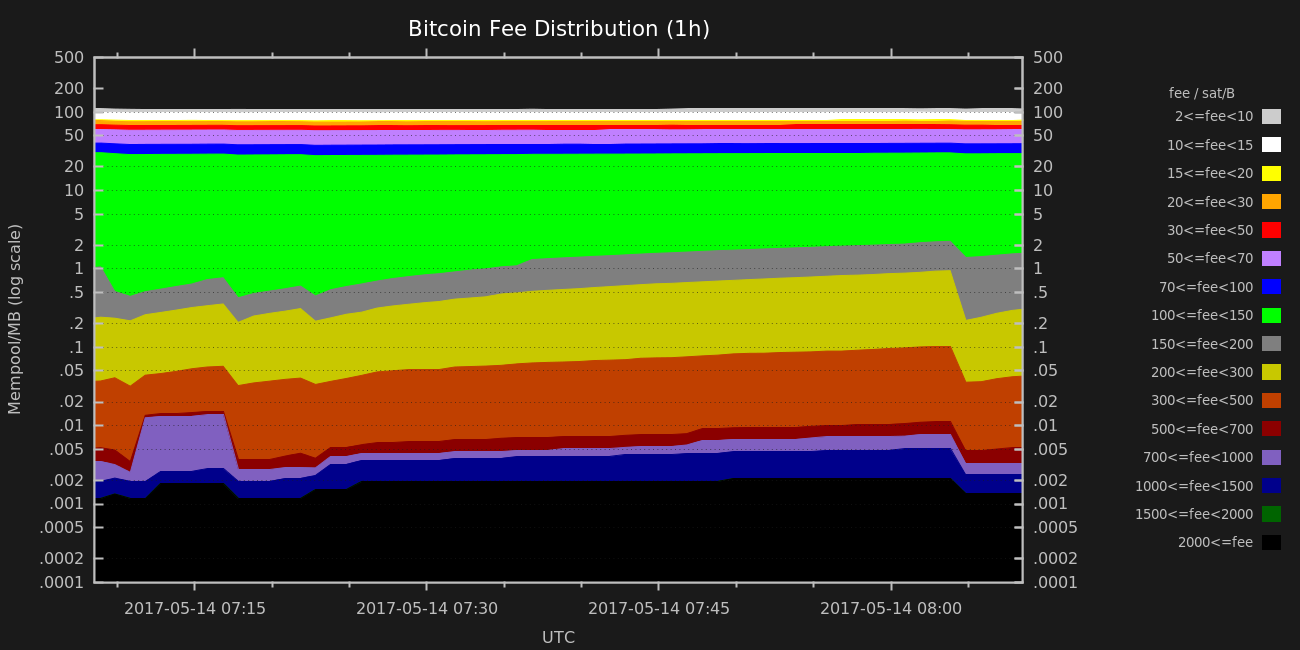 Bitcoin Fee Distribution (1h)
Mempool/MB (log scale)
500
200
100
50
20
10
5
2
1
.5
.2
.1
.05
.02
.01
.005
.002
.001
.0005
.0002
.0001
500
200
100
50
20
10
5
2
1
.5
.2
.1
.05
.02
.01
.005
.002
.001
.0005
.0002
.0001
2017-05-14 07:15
2017-05-14 07:30
2017-05-14 07:45
2017-05-14 08:00
UTC
fee / sat/B
2<=fee<10
10<=fee<15
15<=fee<20
20<=fee<30
30<=fee<50
50<=fee<70
70<=fee<100
100<=fee<150
150<=fee<200
200<=fee<300
300<=fee<500
500<=fee<700
700<=fee<1000
1000<=fee<1500
1500<=fee<2000
2000<=fee